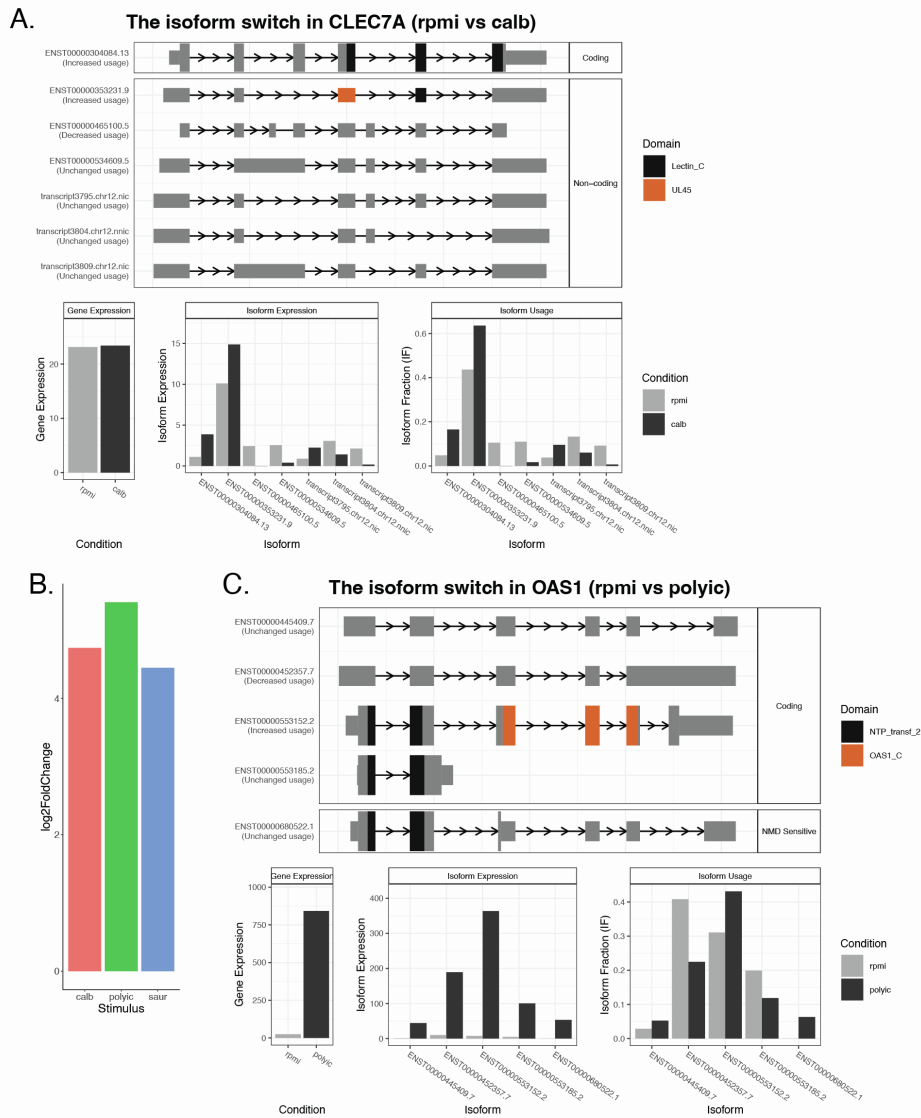 A.
The isoform switch in CLEC7A (rpmi vs calb)
ENST00000304084.13
(Increased usage)
Coding
ENST00000353231.9
(Increased usage)
ENST00000465100.5
(Decreased usage)
ENST00000534609.5
(Unchanged usage)
transcript3795.chr12.nic
(Unchanged usage)
transcript3804.chr12.nnic
(Unchanged usage)
transcript3809.chr12.nic
(Unchanged usage)
Non-coding
Domain
Lectin_C
UL45
Gene Expression
Gene Expression
20
10
0
rpmi
calb
Condition
Isoform Expression
Isoform Expression
15
10
5
0
ENST00000304084.13
ENST00000353231.9
ENST00000465100.5
ENST00000534609.5
transcript3795.chr12.nic
transcript3804.chr12.nnic
transcript3809.chr12.nic
Isoform
Isoform Usage
Isoform Fraction (IF)
0.6
0.4
0.2
0.0
ENST00000304084.13
ENST00000353231.9
ENST00000465100.5
ENST00000534609.5
transcript3795.chr12.nic
transcript3804.chr12.nnic
transcript3809.chr12.nic
Isoform
Condition
rpmi
calb
B.
log2FoldChange
4
2
0
calb
polyic
saur
Stimulus
C.
The isoform switch in OAS1 (rpmi vs polyic)
ENST00000445409.7
(Unchanged usage)
ENST00000452357.7
(Decreased usage)
ENST00000553152.2
(Increased usage)
ENST00000553185.2
(Unchanged usage)
Coding
ENST00000680522.1
(Unchanged usage)
NMD Sensitive
Domain
NTP_transf_2
OAS1_C
Gene Expression
Gene Expression
1000
750
500
250
0
rpmi
polyic
Condition
Isoform Expression
Isoform Expression
400
300
200
100
0
ENST00000445409.7
ENST00000452357.7
ENST00000553152.2
ENST00000553185.2
ENST00000680522.1
Isoform
Isoform Usage
Isoform Fraction (IF)
0.4
0.3
0.2
0.1
0.0
ENST00000445409.7
ENST00000452357.7
ENST00000553152.2
ENST00000553185.2
ENST00000680522.1
Isoform
Condition
rpmi
polyic